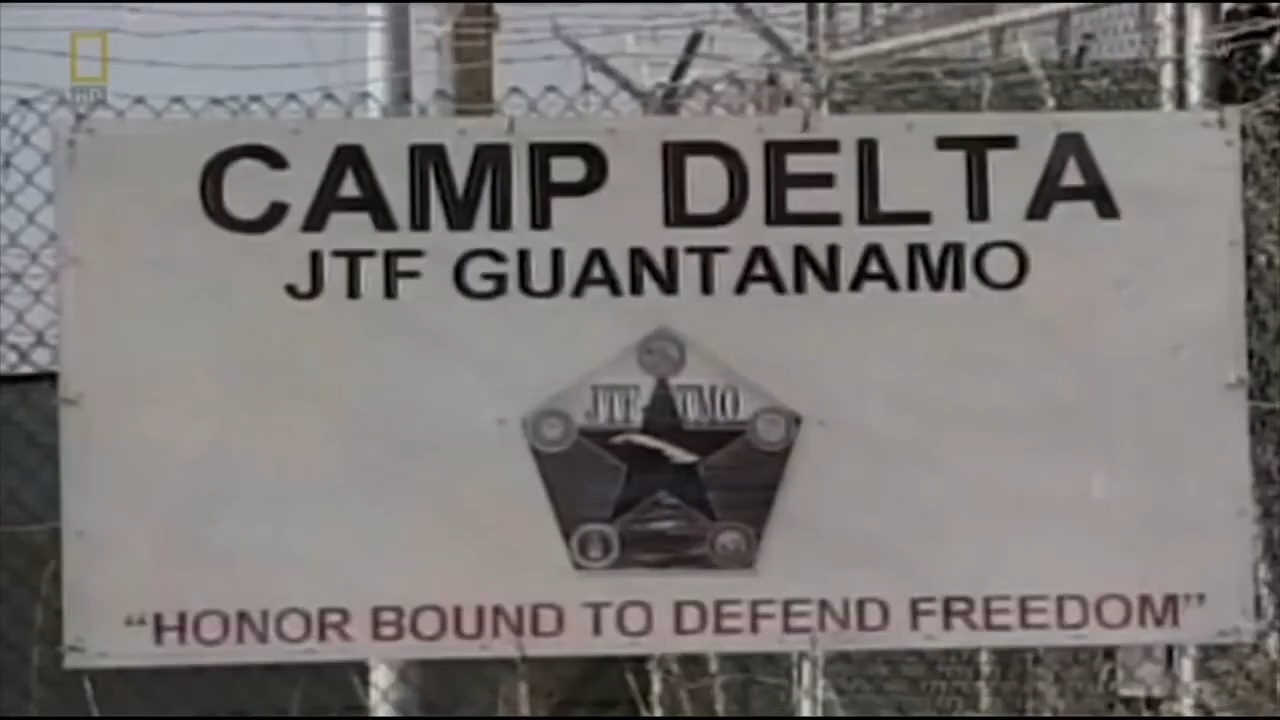 CAMP DELTA
JTF GUANTANAMO
“HONOR BOUND TO DEFEND FREEDOM”